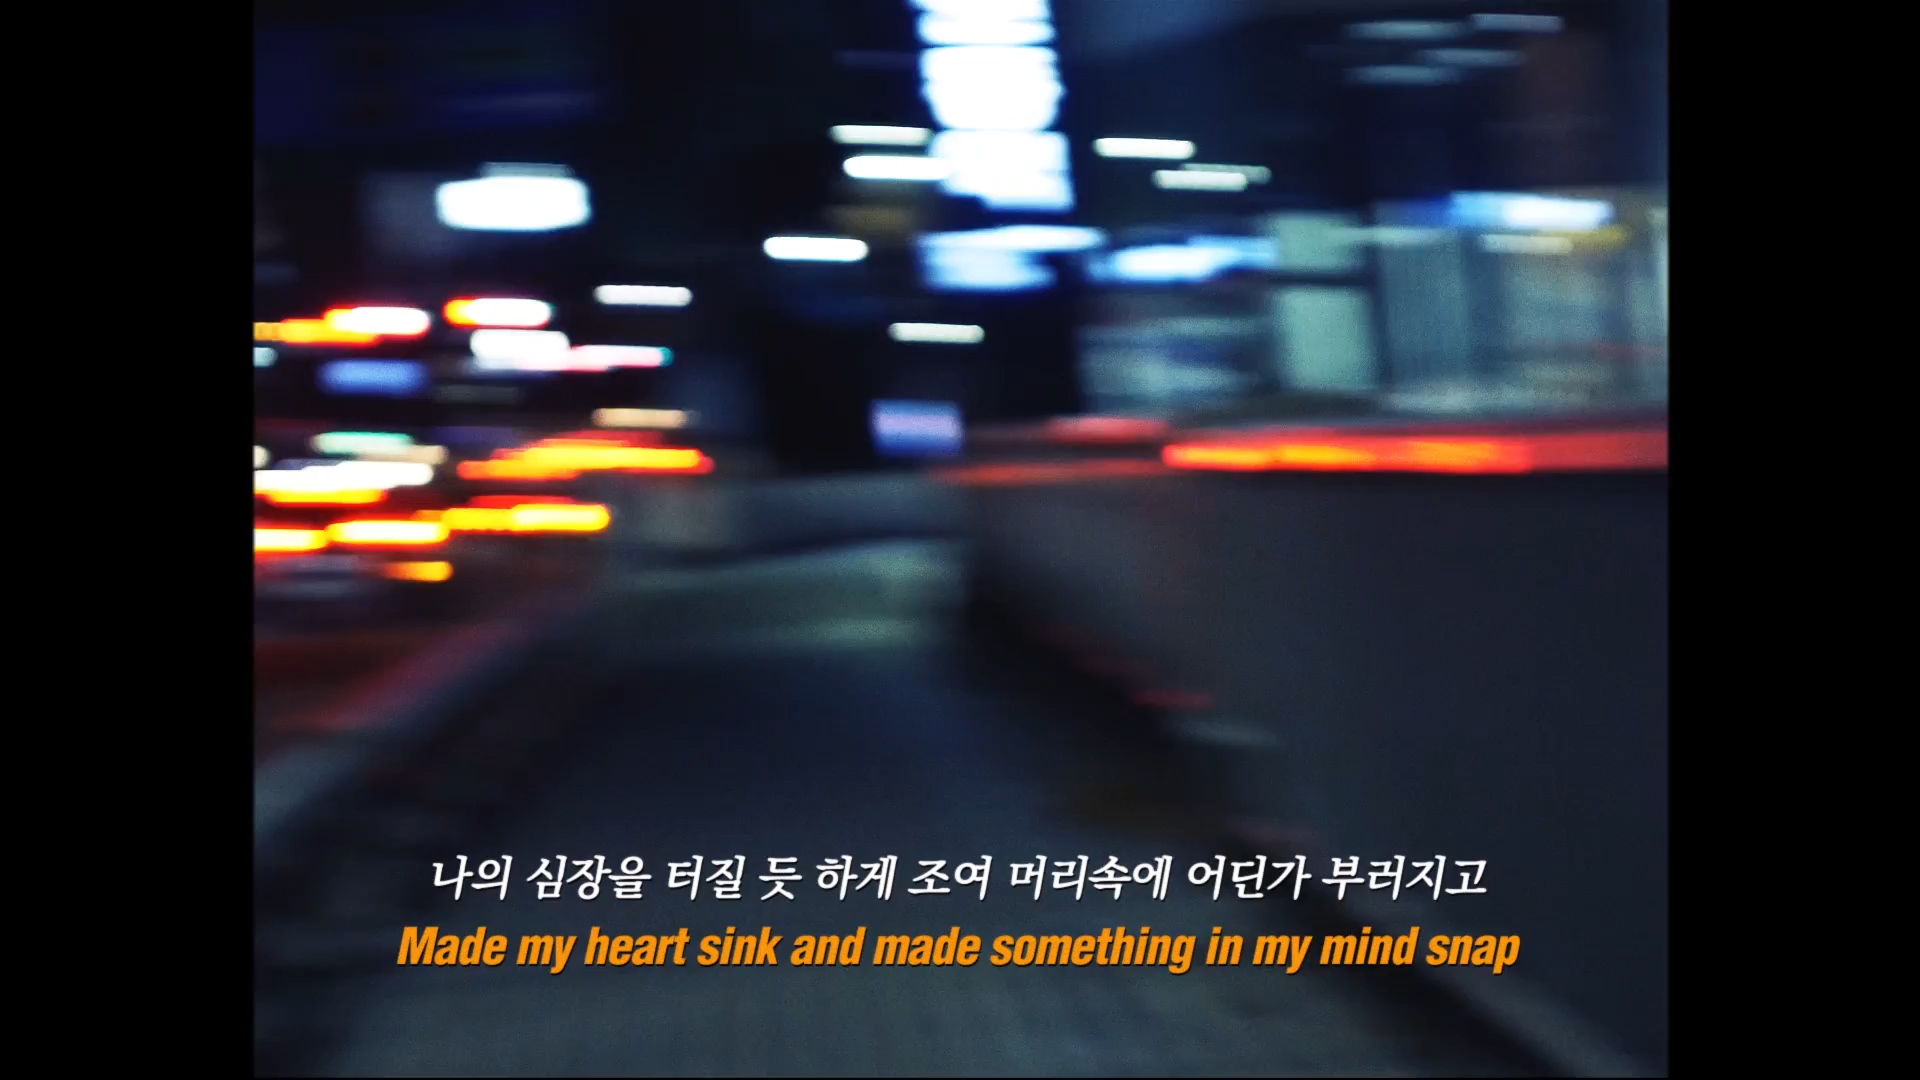 나의 심장을 터질 듯 하게 조여 머리속에 어딘가 부러지고
Made my heart sink and made something in my mind snap